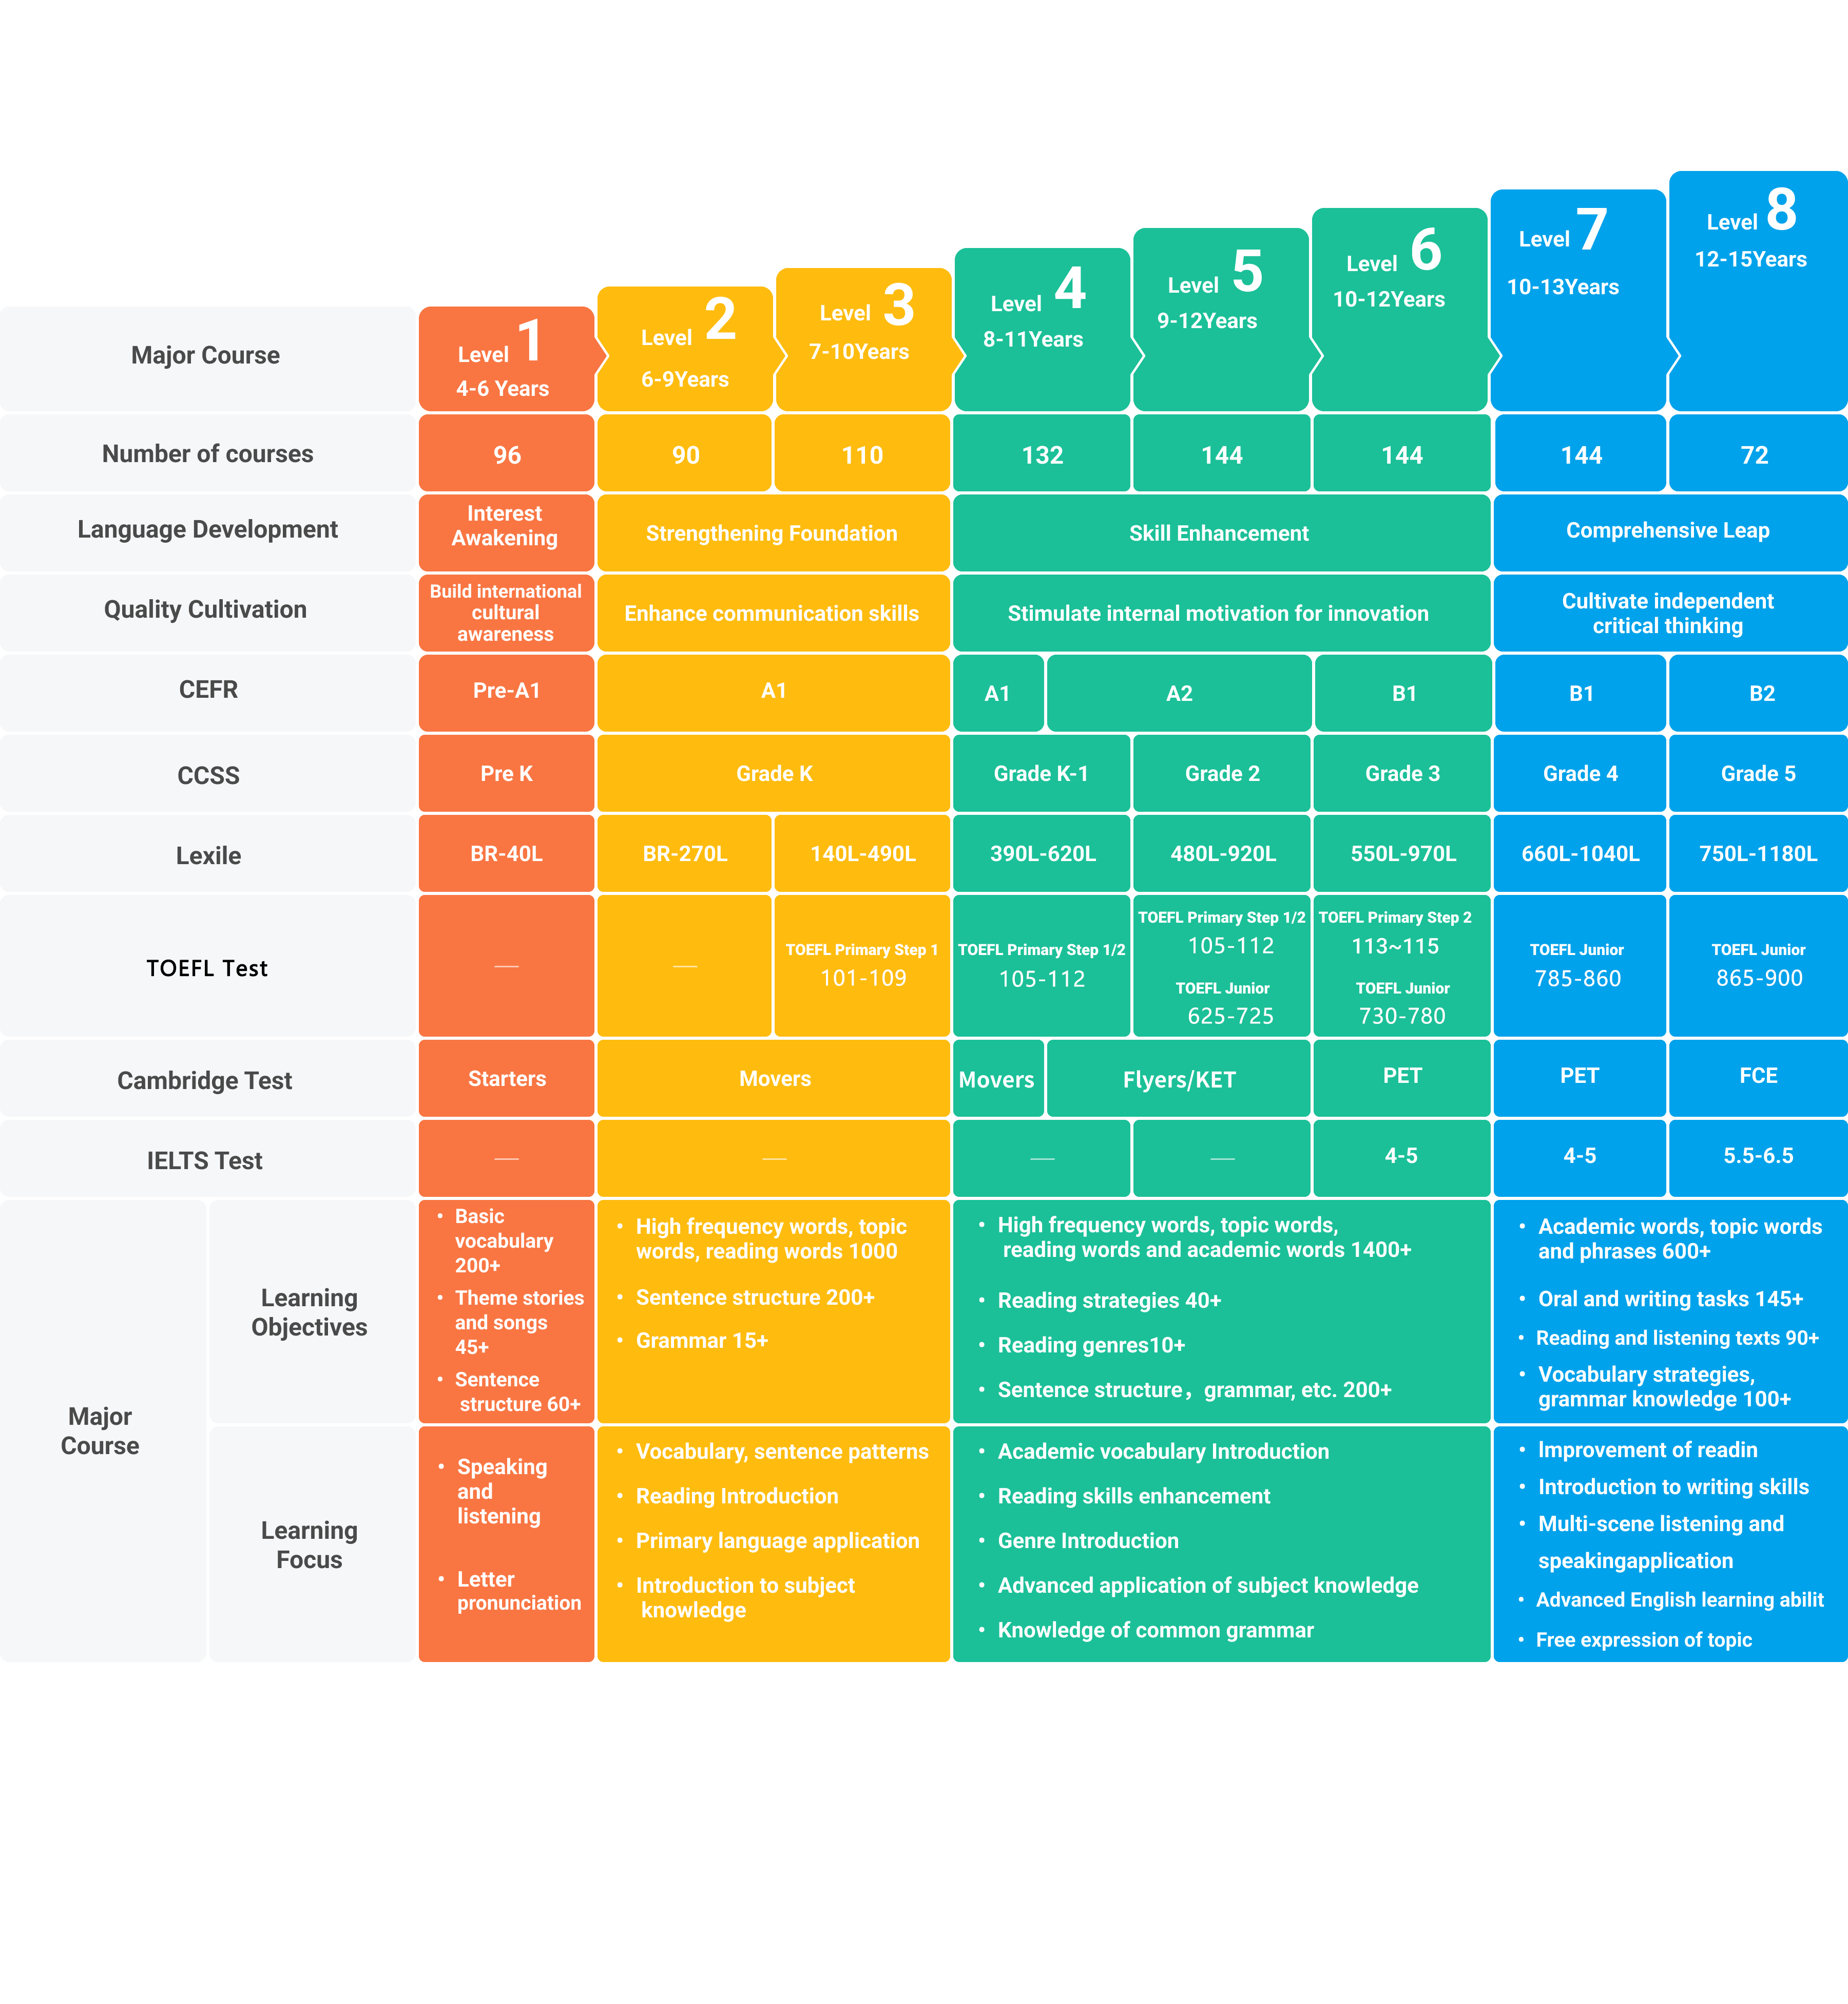 Major Course
Level 1
4-6 Years
Level 2
6-9Years
Level 3
7-10Years
Level 4
8-11Years
Level 5
9-12Years
Level 6
10-12Years
Level 7
10-13Years
Level 8
12-15Years
Number of courses
96
90
110
132
144
144
144
72
Language Development
Interest
Awakening
Strengthening Foundation
Skill Enhancement
Comprehensive Leap
Quality Cultivation
Build international
cultural
awareness
Enhance communication skills
Stimulate internal motivation for innovation
Cultivate independent
critical thinking
CEFR
Pre-A1
A1
A1
A2
B1
B1
B2
CCSS
Pre K
Grade K
Grade K-1
Grade 2
Grade 3
Grade 4
Grade 5
Lexile
BR-40L
BR-270L
140L-490L
390L-620L
480L-920L
550L-970L
660L-1040L
750L-1180L
TOEFL Test
—
—
TOEFL Primary Step 1
101-109
TOEFL Primary Step 1/2
105-112
TOEFL Primary Step 1/2
105-112
TOEFL Junior
625-725
TOEFL Primary Step 2
113~115
TOEFL Junior
730-780
TOEFL Junior
785-860
TOEFL Junior
865-900
Cambridge Test
Starters
Movers
Movers
Flyers/KET
PET
PET
FCE
IELTS Test
—
—
—
—
4-5
4-5
5.5-6.5
Major
Course
Learning
Objectives
• Basic
vocabulary
200+
• Theme stories
and songs
45+
• Sentence
structure 60+
• High frequency words, topic
words, reading words 1000
• Sentence structure 200+
• Grammar 15+
• High frequency words, topic words,
reading words and academic words 1400+
• Reading strategies 40+
• Reading genres10+
• Sentence structure，grammar, etc. 200+
• Academic words, topic words
and phrases 600+
• Oral and writing tasks 145+
• Reading and listening texts 90+
• Vocabulary strategies,
grammar knowledge 100+
Learning
Focus
• Speaking
and
listening
• Letter
pronunciation
• Vocabulary, sentence patterns
• Reading Introduction
• Primary language application
• Introduction to subject
knowledge
• Academic vocabulary Introduction
• Reading skills enhancement
• Genre Introduction
• Advanced application of subject knowledge
• Knowledge of common grammar
• lmprovement of readin
• Introduction to writing skills
• Multi-scene listening and
speakingapplication
• Advanced English learning abilit
• Free expression of topic